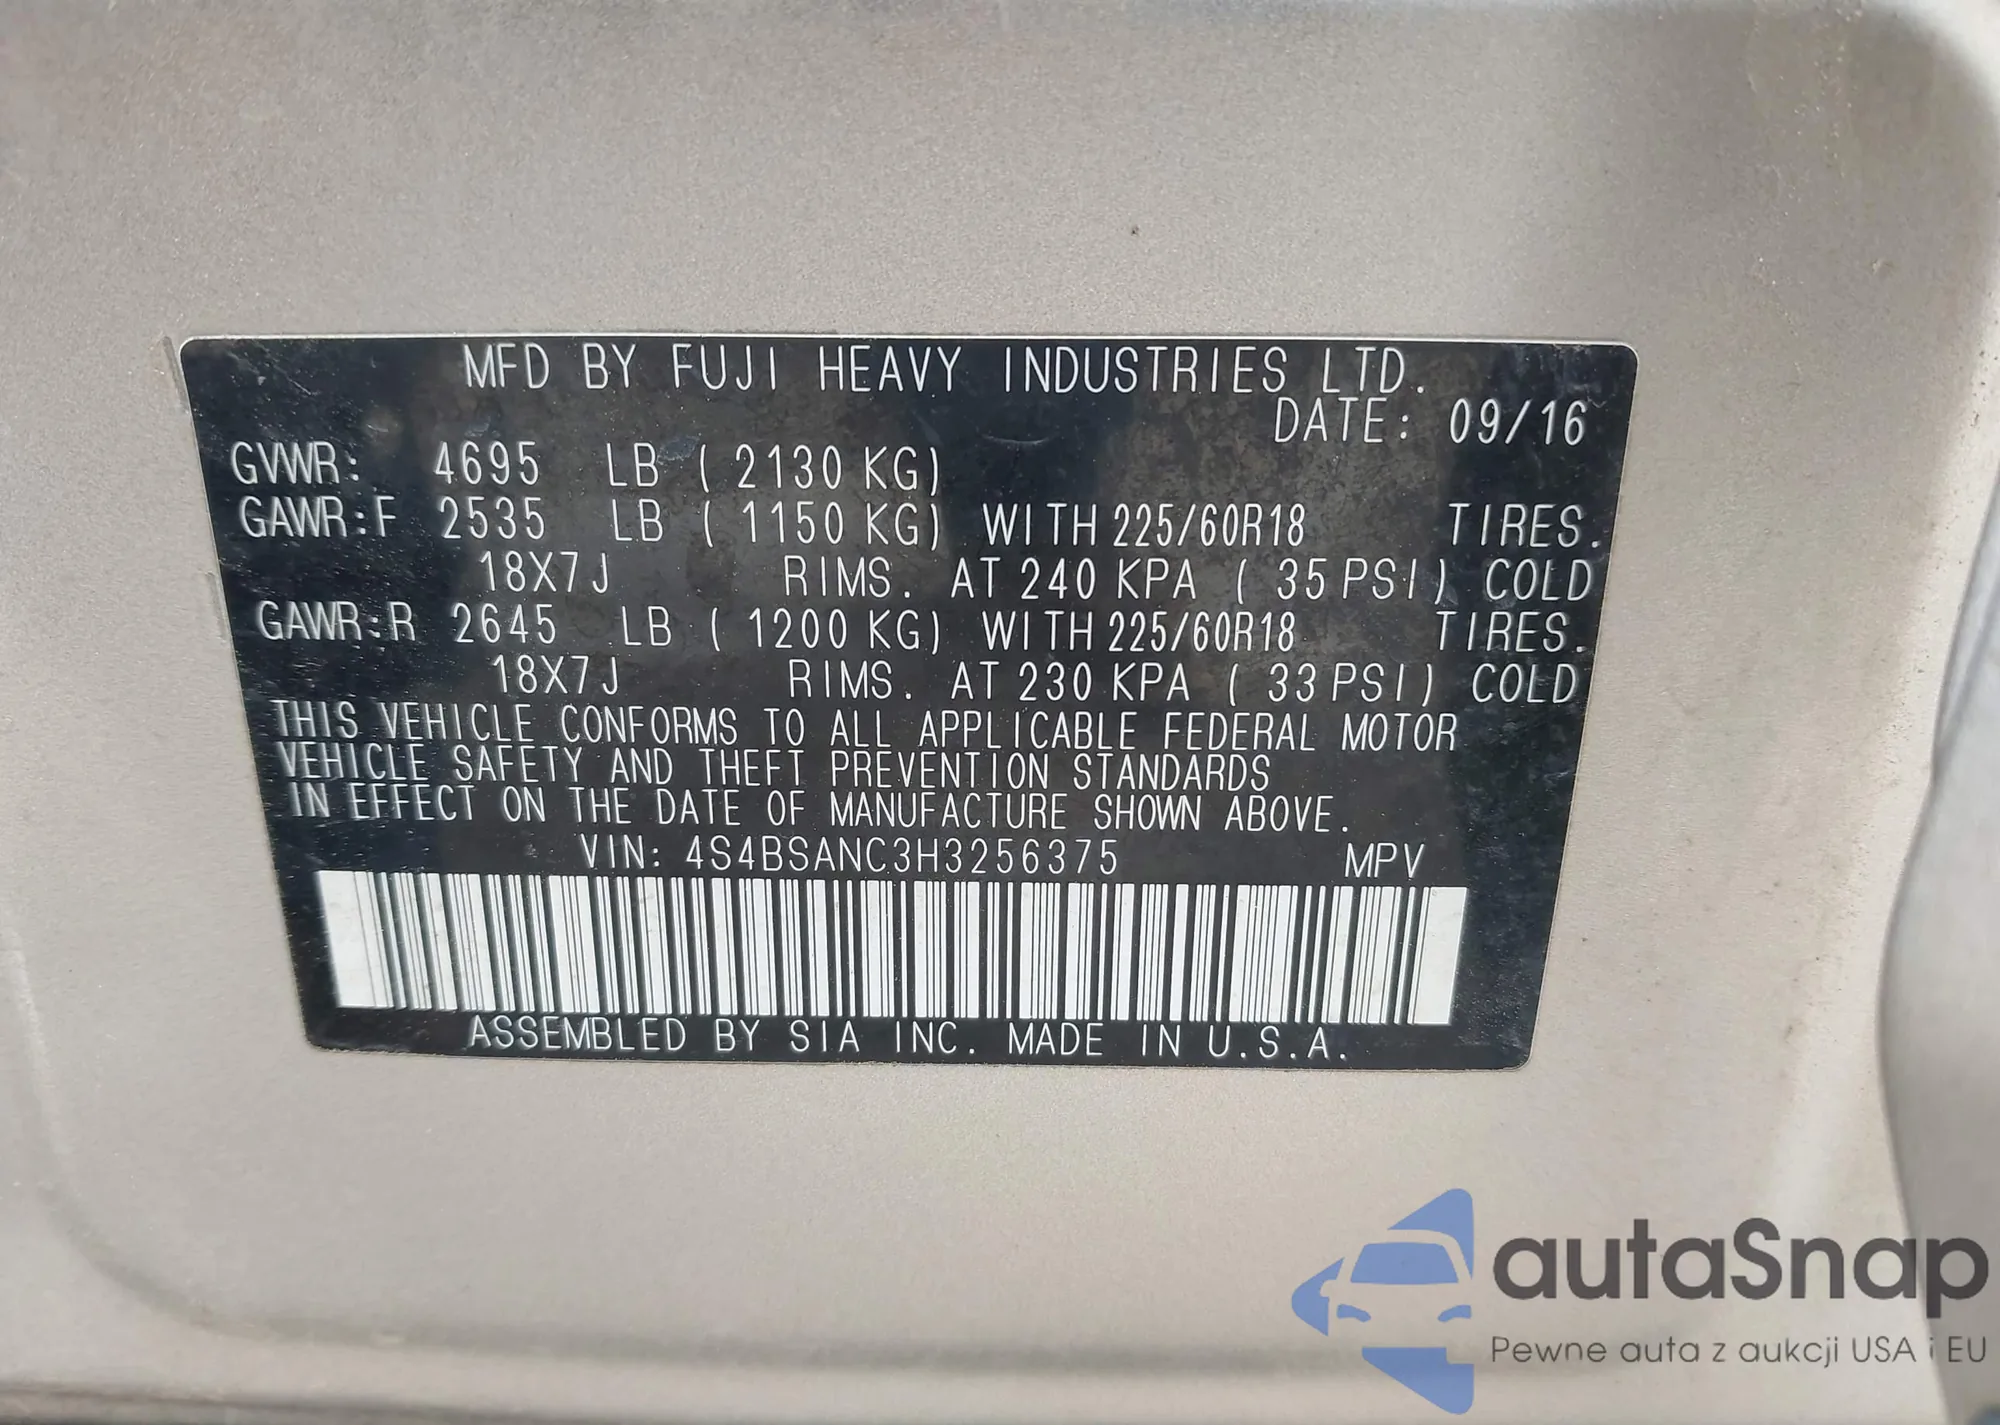 MFD BY FUJI HEAVY INDUSTRIES LTD.
DATE: 09/16
GVWR: 4695 LB ( 2130 KG)
GAWR:F 2535 LB ( 1150 KG) WITH 225/60R18 TIRES.
18X7J RIMS. AT 240 KPA ( 35 PSI) COLD
GAWR:R 2645 LB ( 1200 KG) WITH 225/60R18 TIRES.
18X7J RIMS. AT 230 KPA ( 33 PSI) COLD
THIS VEHICLE CONFORMS TO ALL APPLICABLE FEDERAL MOTOR
VEHICLE SAFETY AND THEFT PREVENTION STANDARDS
IN EFFECT ON THE DATE OF MANUFACTURE SHOWN ABOVE.
VIN: 4S4BSANC3H3256375 MPV
ASSEMBLED BY SIA INC. MADE IN U.S.A.
autaSnap
Pewne auta z aukcji USA i EU